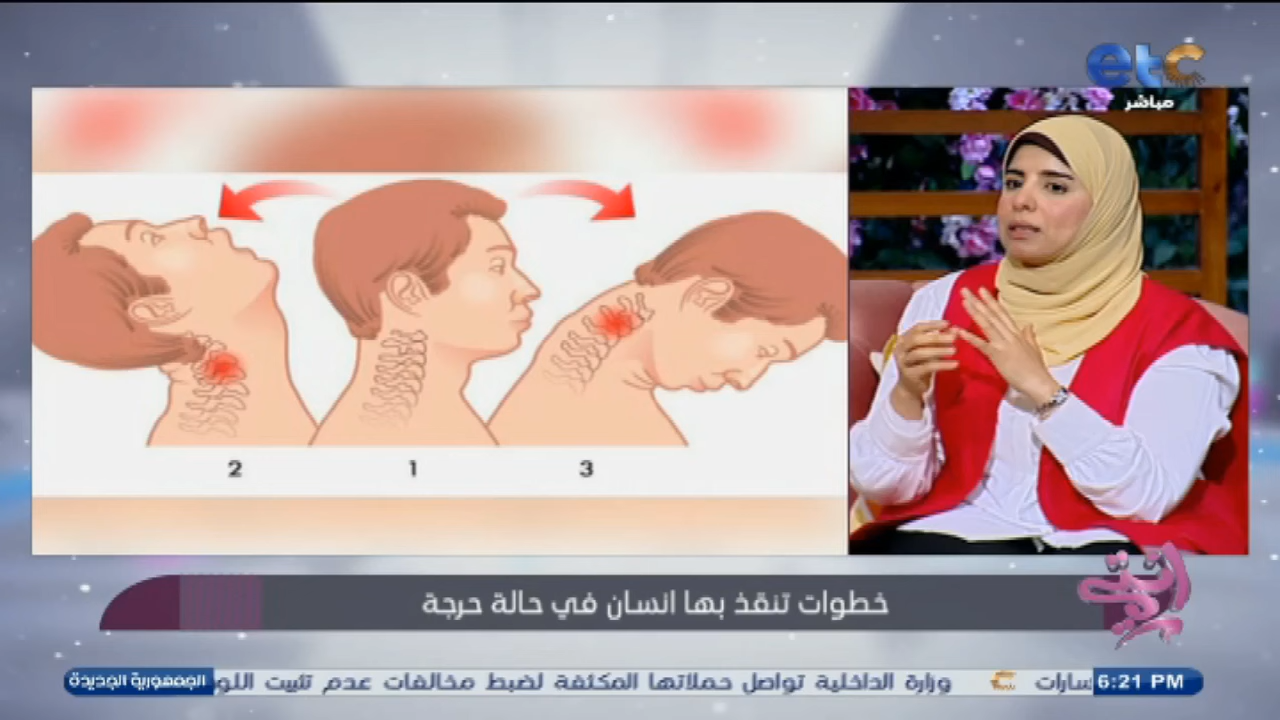 etc
مباشر
2
1
3
خطوات تنقذ بها انسان في حالة حرجة
الجمهورية الجديدة
وزارة الداخلية تواصل حملاتها المكثفة لضبط مخالفات عدم تثبيت
6:21 PM